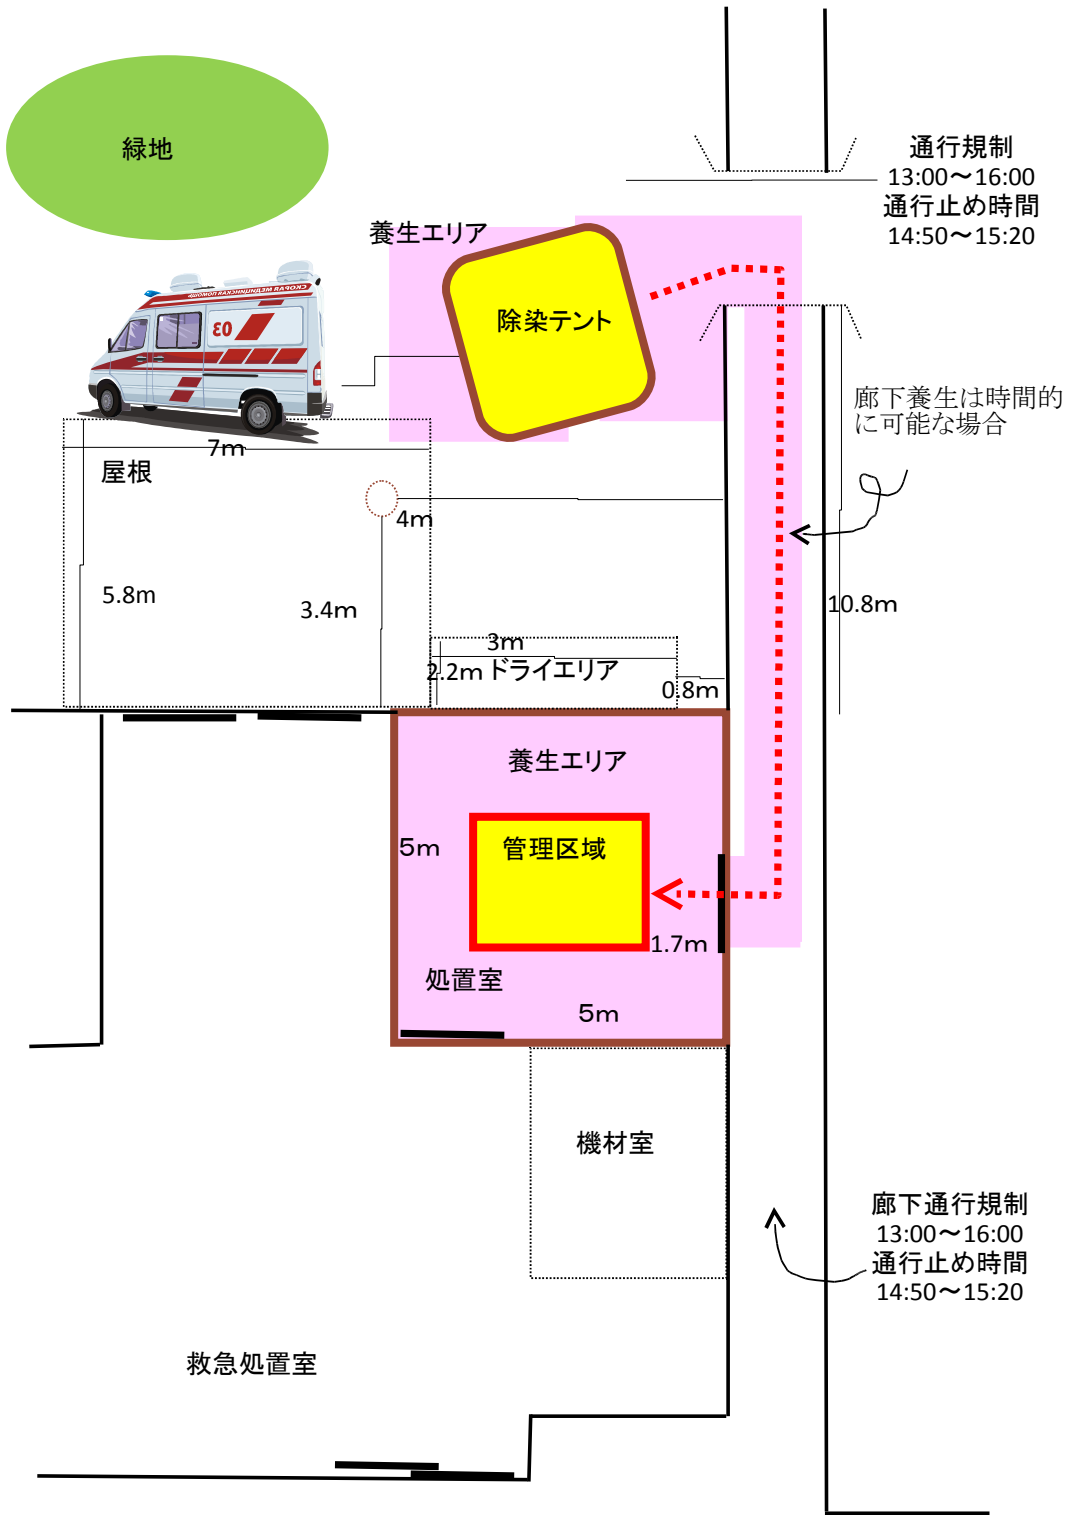 緑地
通行規制
13:00～16:00
通行止め時間
14:50～15:20
養生エリア
СКОРАЯ МЕДИЦИНСКАЯ ПОМОЩЬ
03
除染テント
廊下養生は時間的
に可能な場合
7m
屋根
4m
5.8m
3.4m
10.8m
3m
2.2m ドライエリア
0.8m
養生エリア
5m
管理区域
1.7m
処置室
5m
機材室
廊下通行規制
13:00～16:00
通行止め時間
14:50～15:20
救急処置室